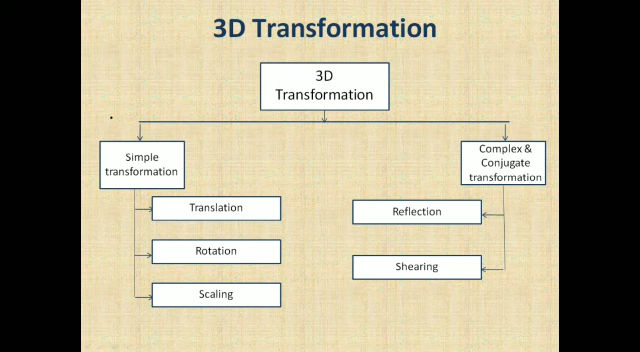 3D Transformation
3D
Transformation
Simple
transformation
Complex &
Conjugate
transformation
Translation
Rotation
Scaling
Reflection
Shearing